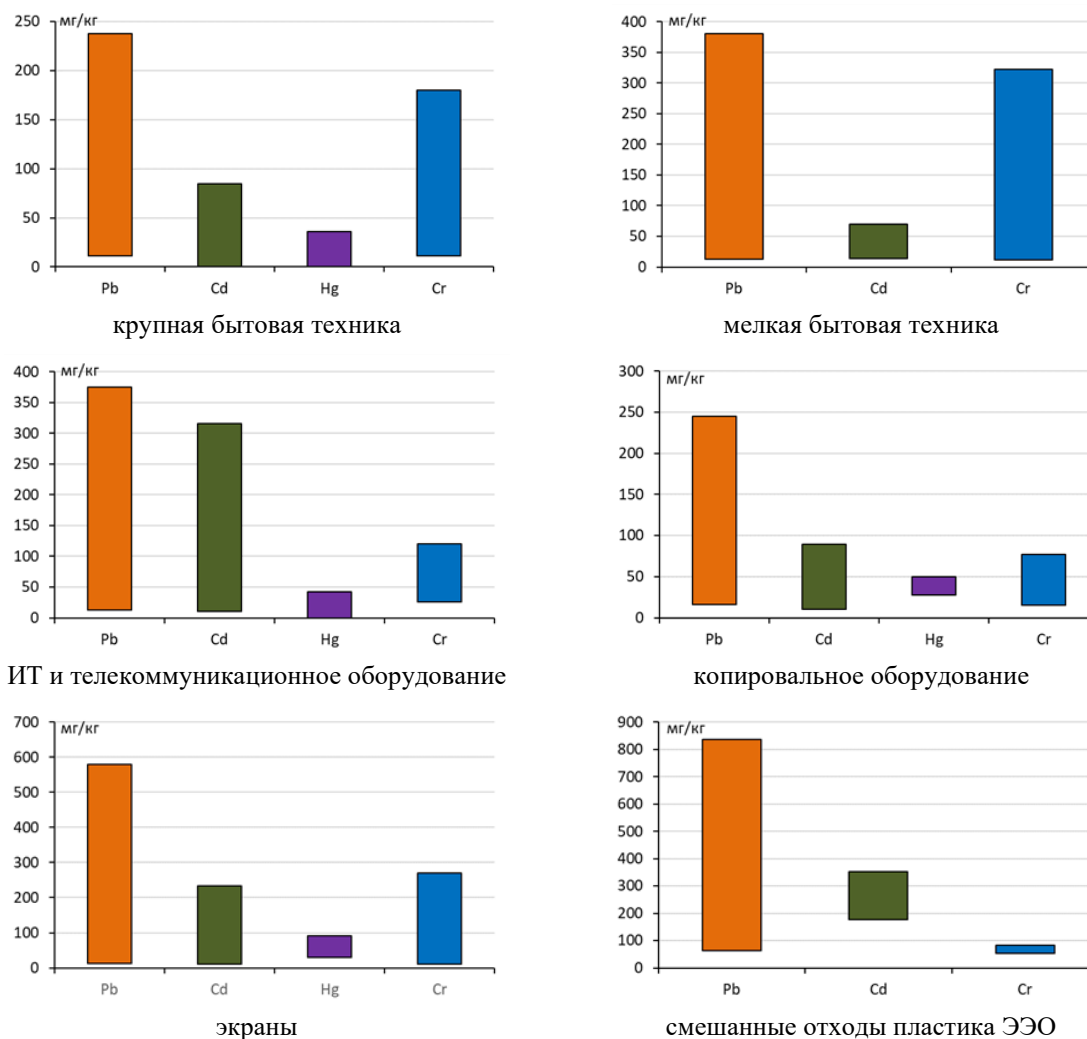 мг/кг
250
200
150
100
50
0
Pb Cd Hg Cr
крупная бытовая техника
мг/кг
400
350
300
250
200
150
100
50
0
Pb Cd Cr
мелкая бытовая техника
мг/кг
400
350
300
250
200
150
100
50
0
Pb Cd Hg Cr
ИТ и телекоммуникационное оборудование
мг/кг
300
250
200
150
100
50
0
Pb Cd Hg Cr
копировальное оборудование
мг/кг
700
600
500
400
300
200
100
0
Pb Cd Hg Cr
экраны
мг/кг
900
800
700
600
500
400
300
200
100
0
Pb Cd Cr
смешанные отходы пластика ЭЭО